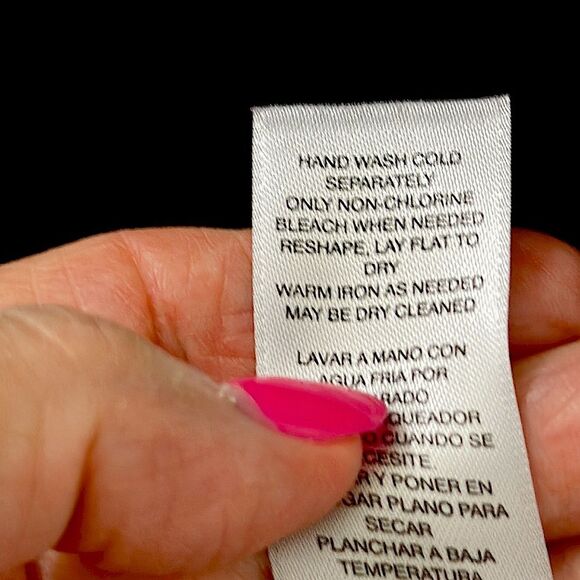 HAND WASH COLD
SEPARATELY
ONLY NON-CHLORINE
BLEACH WHEN NEEDED
RESHAPE, LAY FLAT TO
DRY
WARM IRON AS NEEDED
MAY BE DRY CLEANED
LAVAR A MANO CON
AGUA FRIA POR
CUANDO SE
Y PONER EN
PLANO PARA
SECAR
PLANCHAR A BAJA
TEMPERATURA